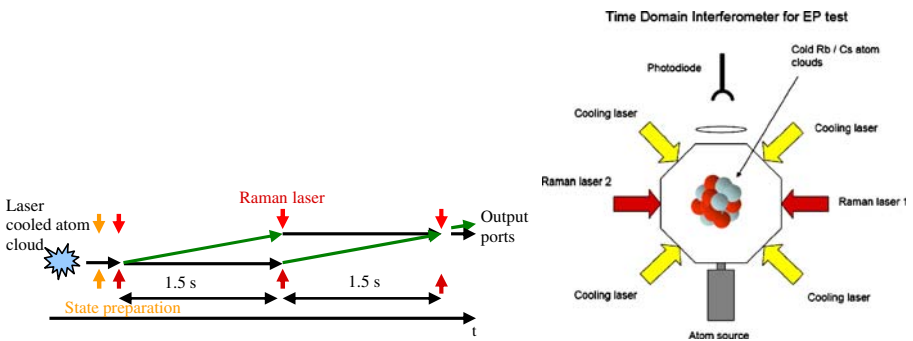 Laser
cooled atom
cloud
Raman laser
Output
ports
1.5 s
1.5 s
State preparation
t
Time Domain Interferometer for EP test
Cold Rb / Cs atom
clouds
Photodiode
Cooling laser
Cooling laser
Raman laser 2
Raman laser 1
Cooling laser
Cooling laser
Atom source